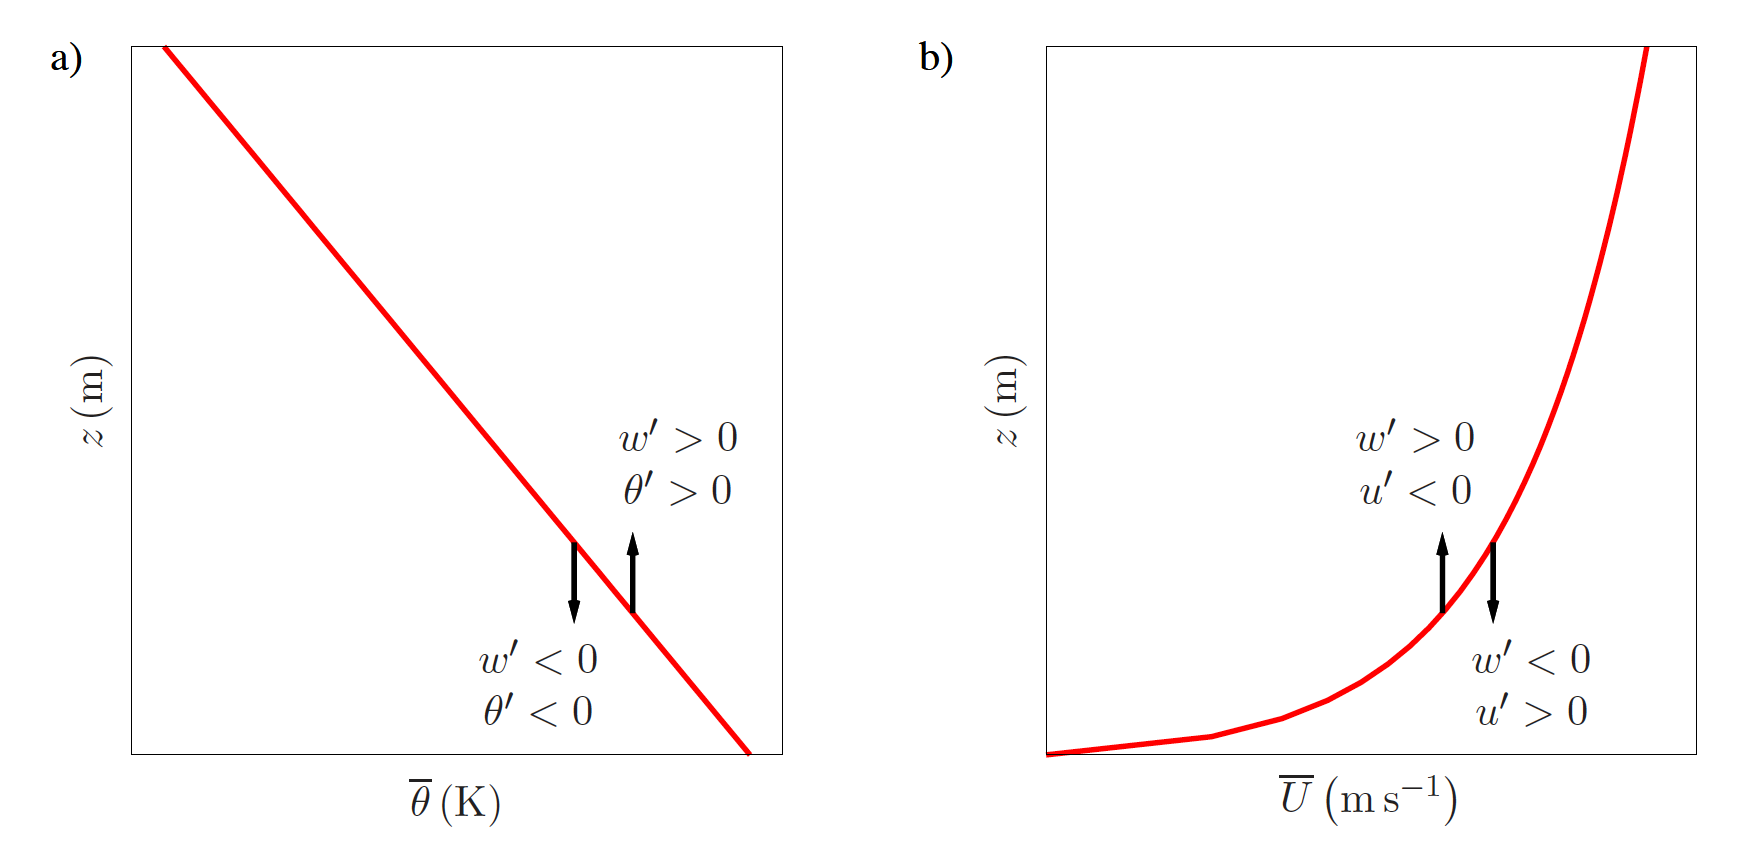 a)
z (m)
w′ > 0
θ′ > 0
w′ < 0
θ′ < 0
θ̅ (K)
b)
z (m)
w′ > 0
u′ < 0
w′ < 0
u′ > 0
U̅ (m s⁻¹)